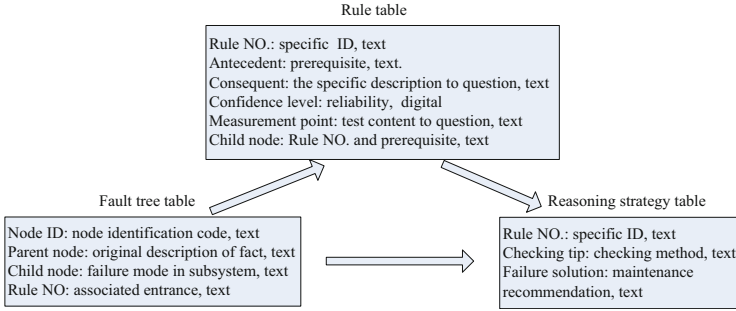 Rule table
Rule NO.: specific ID, text
Antecedent: prerequisite, text.
Consequent: the specific description to question, text
Confidence level: reliability, digital
Measurement point: test content to question, text
Child node: Rule NO. and prerequisite, text
Fault tree table
Node ID: node identification code, text
Parent node: original description of fact, text
Child node: failure mode in subsystem, text
Rule NO: associated entrance, text
Reasoning strategy table
Rule NO.: specific ID, text
Checking tip: checking method, text
Failure solution: maintenance
recommendation, text